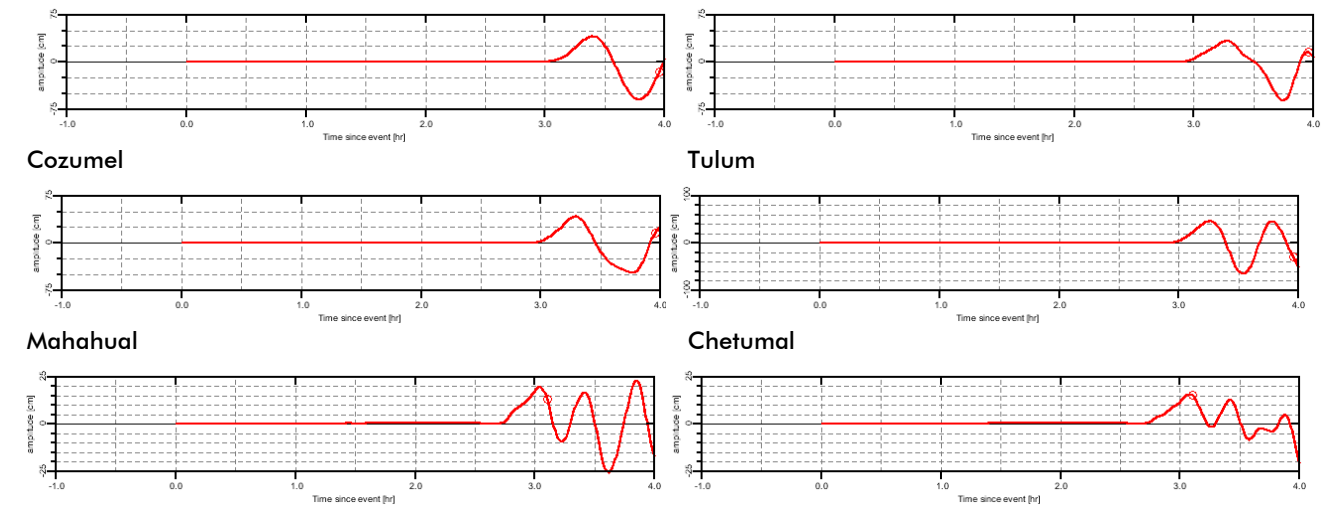 75 75
amplitude [cm] 0 amplitude [cm] 0
-75 -75
-1.0 0.0 1.0 2.0 3.0 4.0 -1.0 0.0 1.0 2.0 3.0 4.0
Time since event [hr] Time since event [hr]
Cozumel Tulum
75 100
amplitude [cm] 0 amplitude [cm] 0
-75 -100
-1.0 0.0 1.0 2.0 3.0 4.0 -1.0 0.0 1.0 2.0 3.0 4.0
Time since event [hr] Time since event [hr]
Mahahual Chetumal
25 25
amplitude [cm] 0 amplitude [cm] 0
-25 -25
-1.0 0.0 1.0 2.0 3.0 4.0 -1.0 0.0 1.0 2.0 3.0 4.0
Time since event [hr] Time since event [hr]